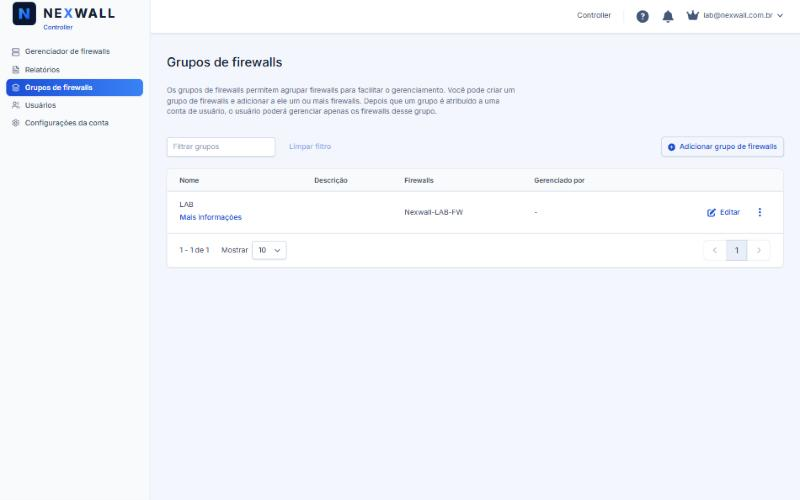 NEXWALL
Controller
Controller
lab@nexwall.com.br
Gerenciador de firewalls
Relatórios
Grupos de firewalls
Usuários
Configurações da conta
Grupos de firewalls
Os grupos de firewalls permitem agrupar firewalls para facilitar o gerenciamento. Você pode criar um
grupo de firewalls e adicionar a ele um ou mais firewalls. Depois que um grupo é atribuído a uma
conta de usuário, o usuário poderá gerenciar apenas os firewalls desse grupo.
Filtrar grupos
Limpar filtro
Adicionar grupo de firewalls
Nome Descrição Firewalls Gerenciado por
LAB
Mais informações
Nexwall-LAB-FW
-
Editar
1 - 1 de 1 Mostrar 10
1